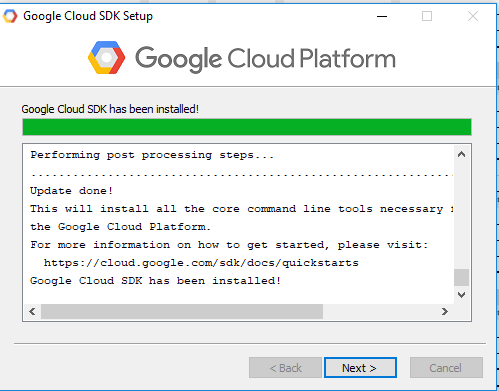 Google Cloud SDK Setup
Google Cloud Platform
Google Cloud SDK has been installed!
Performing post processing steps...
Update done!
This will install all the core command line tools necessary
the Google Cloud Platform.
For more information on how to get started, please visit:
https://cloud.google.com/sdk/docs/quickstarts
Google Cloud SDK has been installed!
< Back
Next >
Cancel